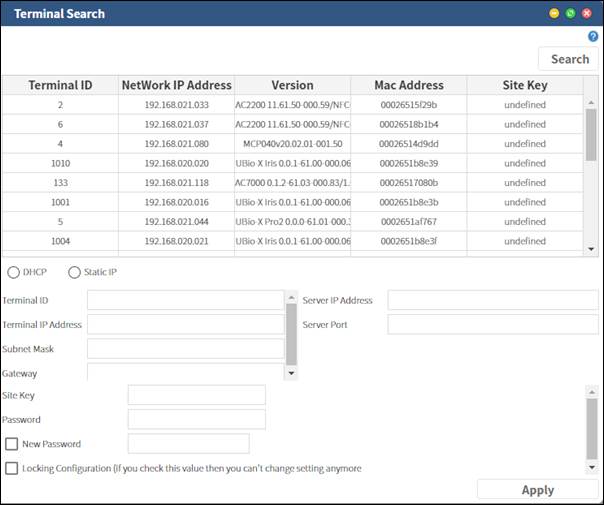 Terminal Search
Search
Terminal ID NetWork IP Address Version Mac Address Site Key
2 192.168.021.033 AC2200 11.61.50-000.59/NFC 00026515f29b undefined
6 192.168.021.037 AC2200 11.61.50-000.59/NFC 00026518b1b4 undefined
4 192.168.021.080 MCP040v20.02.01-001.50 00026514d9dd undefined
1010 192.168.020.020 UBio-X Iris 0.0.1-61.00-000.06 0002651b8e39 undefined
133 192.168.021.118 AC7000 0.1.2-61.03-000.83/1. 00026517080b undefined
1001 192.168.020.016 UBio-X Iris 0.0.1-61.00-000.06 0002651b8e3b undefined
5 192.168.021.044 UBio-X Pro2 0.0.0-61.01-000. 0002651af767 undefined
1004 192.168.020.021 UBio-X Iris 0.0.1-61.00-000.06 0002651b8e3f undefined
DHCP Static IP
Terminal ID Server IP Address
Terminal IP Address Server Port
Subnet Mask
Gateway
Site Key
Password
New Password
Locking Configuration (if you check this value then you can't change setting anymore
Apply